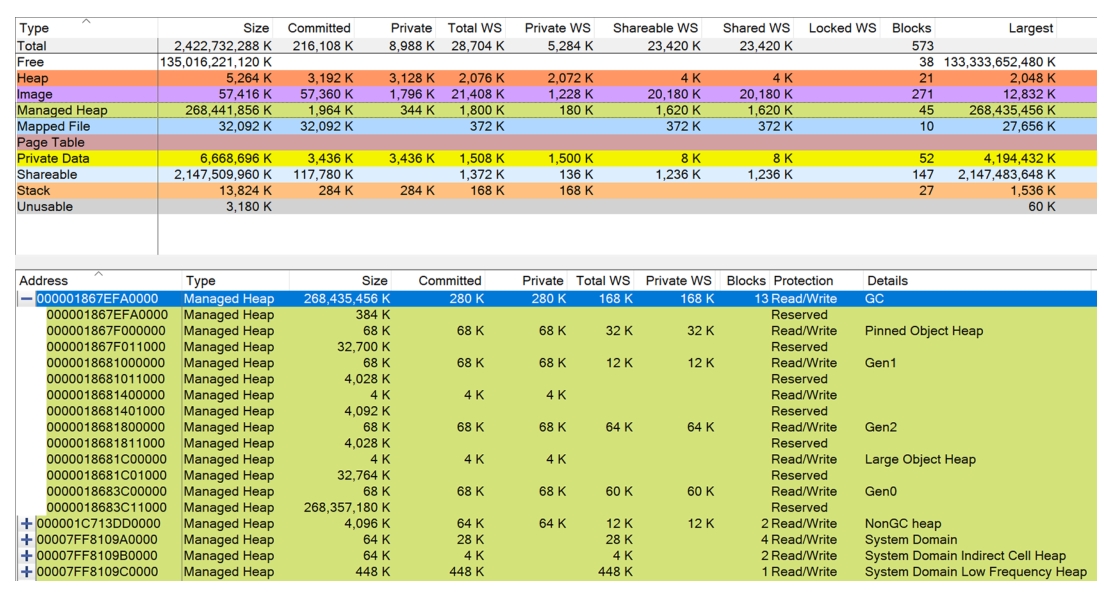 Type Size Committed Private Total WS Private WS Shareable WS Shared WS Locked WS Blocks Largest
Total 2,422,732,288 K 216,108 K 8,988 K 28,704 K 5,284 K 23,420 K 23,420 K 573
Free 135,016,221,120 K 38 133,333,652,480 K
Heap 5,264 K 3,192 K 3,128 K 2,076 K 2,072 K 4 K 4 K 21 2,048 K
Image 57,416 K 57,360 K 1,796 K 21,408 K 1,228 K 20,180 K 20,180 K 271 12,832 K
Managed Heap 268,441,856 K 1,964 K 344 K 1,800 K 180 K 1,620 K 1,620 K 45 268,435,456 K
Mapped File 32,092 K 32,092 K 372 K 372 K 372 K 10 27,656 K
Page Table
Private Data 6,668,696 K 3,436 K 3,436 K 1,508 K 1,500 K 8 K 8 K 52 4,194,432 K
Shareable 2,147,509,960 K 117,780 K 1,372 K 136 K 1,236 K 1,236 K 147 2,147,483,648 K
Stack 13,824 K 284 K 284 K 168 K 168 K 27 1,536 K
Unusable 3,180 K 60 K
Address Type Size Committed Private Total WS Private WS Blocks Protection Details
000001867EFA0000 Managed Heap 268,435,456 K 280 K 280 K 168 K 168 K 13 Read/Write GC
000001867EFA0000 Managed Heap 384 K Reserved
000001867F000000 Managed Heap 68 K 68 K 68 K 32 K 32 K Read/Write Pinned Object Heap
000001867F011000 Managed Heap 32,700 K Reserved
0000018681000000 Managed Heap 68 K 68 K 68 K 12 K 12 K Read/Write Gen1
0000018681011000 Managed Heap 4,028 K Reserved
0000018681400000 Managed Heap 4 K 4 K 4 K Read/Write
0000018681401000 Managed Heap 4,092 K Reserved
0000018681800000 Managed Heap 68 K 68 K 68 K 64 K 64 K Read/Write Gen2
0000018681811000 Managed Heap 4,028 K Reserved
0000018681C00000 Managed Heap 4 K 4 K 4 K Read/Write Large Object Heap
0000018681C01000 Managed Heap 32,764 K Reserved
0000018683C00000 Managed Heap 68 K 68 K 68 K 60 K 60 K Read/Write Gen0
0000018683C11000 Managed Heap 268,357,180 K Reserved
000001C713DD0000 Managed Heap 4,096 K 64 K 64 K 12 K 12 K 2 Read/Write NonGC heap
00007FF8109A0000 Managed Heap 64 K 28 K 28 K 4 Read/Write System Domain
00007FF8109B0000 Managed Heap 64 K 4 K 4 K 2 Read/Write System Domain Indirect Cell Heap
00007FF8109C0000 Managed Heap 448 K 448 K 448 K 1 Read/Write System Domain Low Frequency Heap